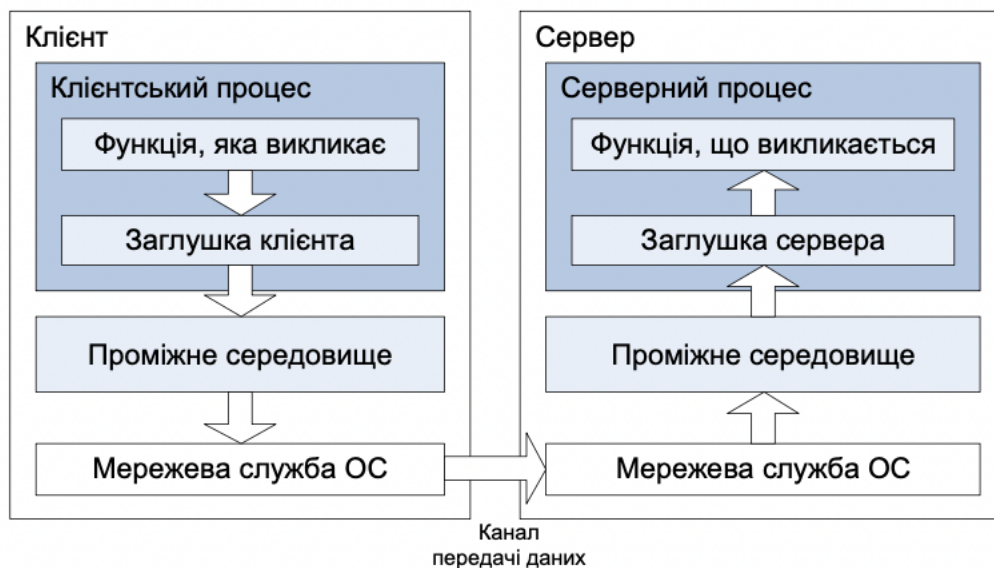 Клієнт
Клієнтський процес
Функція, яка викликає
Заглушка клієнта
Проміжне середовище
Мережева служба ОС
Сервер
Серверний процес
Функція, що викликається
Заглушка сервера
Проміжне середовище
Мережева служба ОС
Канал
передачі даних